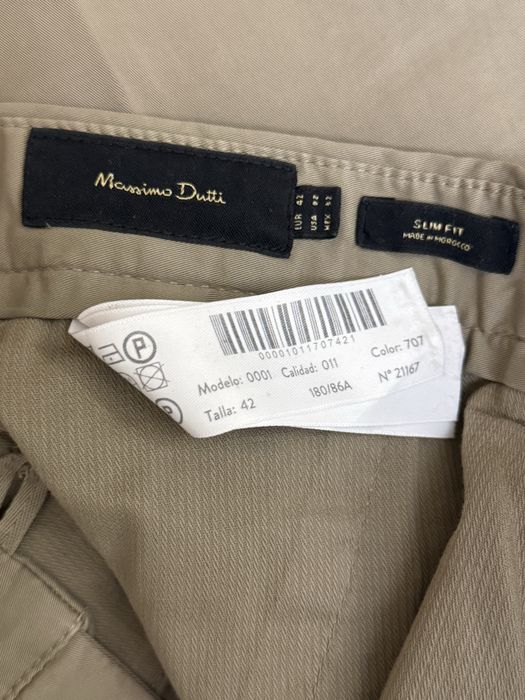 Massimo Dutti
EUR 42
USA 32
MEX 32
SLIM FIT
MADE IN MOROCCO
00001011707421
Modelo: 0001 Calidad: 011 Color: 707
Talla: 42 180/86A Nº 21167
P
P